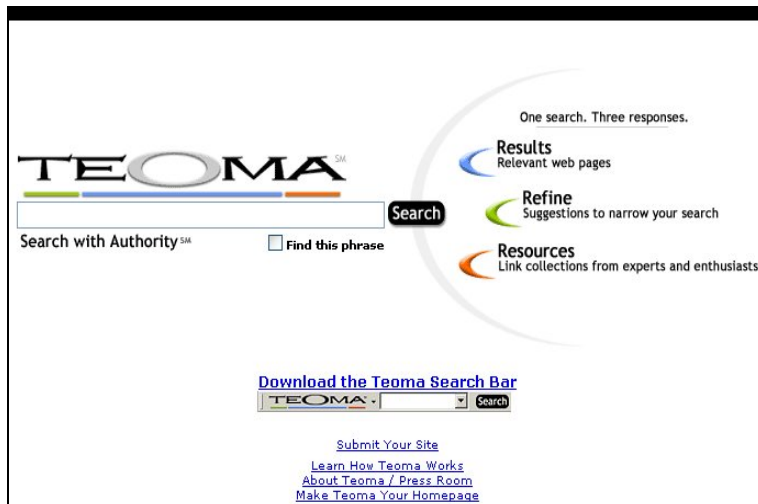 One search. Three responses.
TEOMA SM
Results
Relevant web pages
Refine
Suggestions to narrow your search
Search
Search with Authority SM
Find this phrase
Resources
Link collections from experts and enthusiasts
Download the Teoma Search Bar
TEOMA Search
Submit Your Site
Learn How Teoma Works
About Teoma / Press Room
Make Teoma Your Homepage